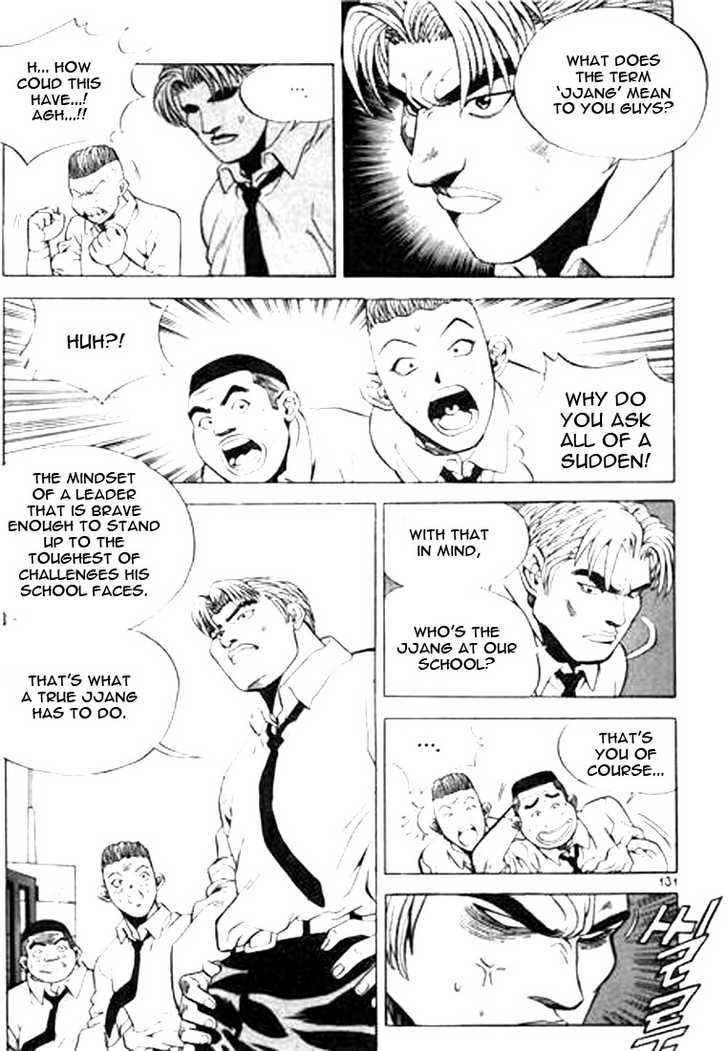 H... HOW
COUD THIS
HAVE...!
AGH...!!
...
WHAT DOES
THE TERM
'JJANG' MEAN
TO YOU GUYS?
HUH?!
WHY DO
YOU ASK
ALL OF A
SUDDEN!
THE MINDSET
OF A LEADER
THAT IS BRAVE
ENOUGH TO STAND
UP TO THE
TOUGHEST OF
CHALLENGES HIS
SCHOOL FACES.
THAT'S WHAT
A TRUE JJANG
HAS TO DO.
WITH THAT
IN MIND,
WHO'S THE
JJANG AT OUR
SCHOOL?
...
THAT'S
YOU OF
COURSE...
131